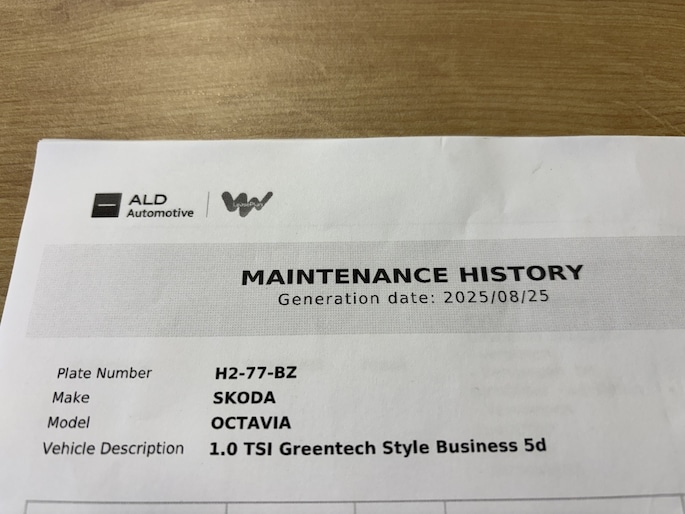 ALD
Automotive
LeasePlan
MAINTENANCE HISTORY
Generation date: 2025/08/25
Plate Number H2-77-BZ
Make SKODA
Model OCTAVIA
Vehicle Description 1.0 TSI Greentech Style Business 5d